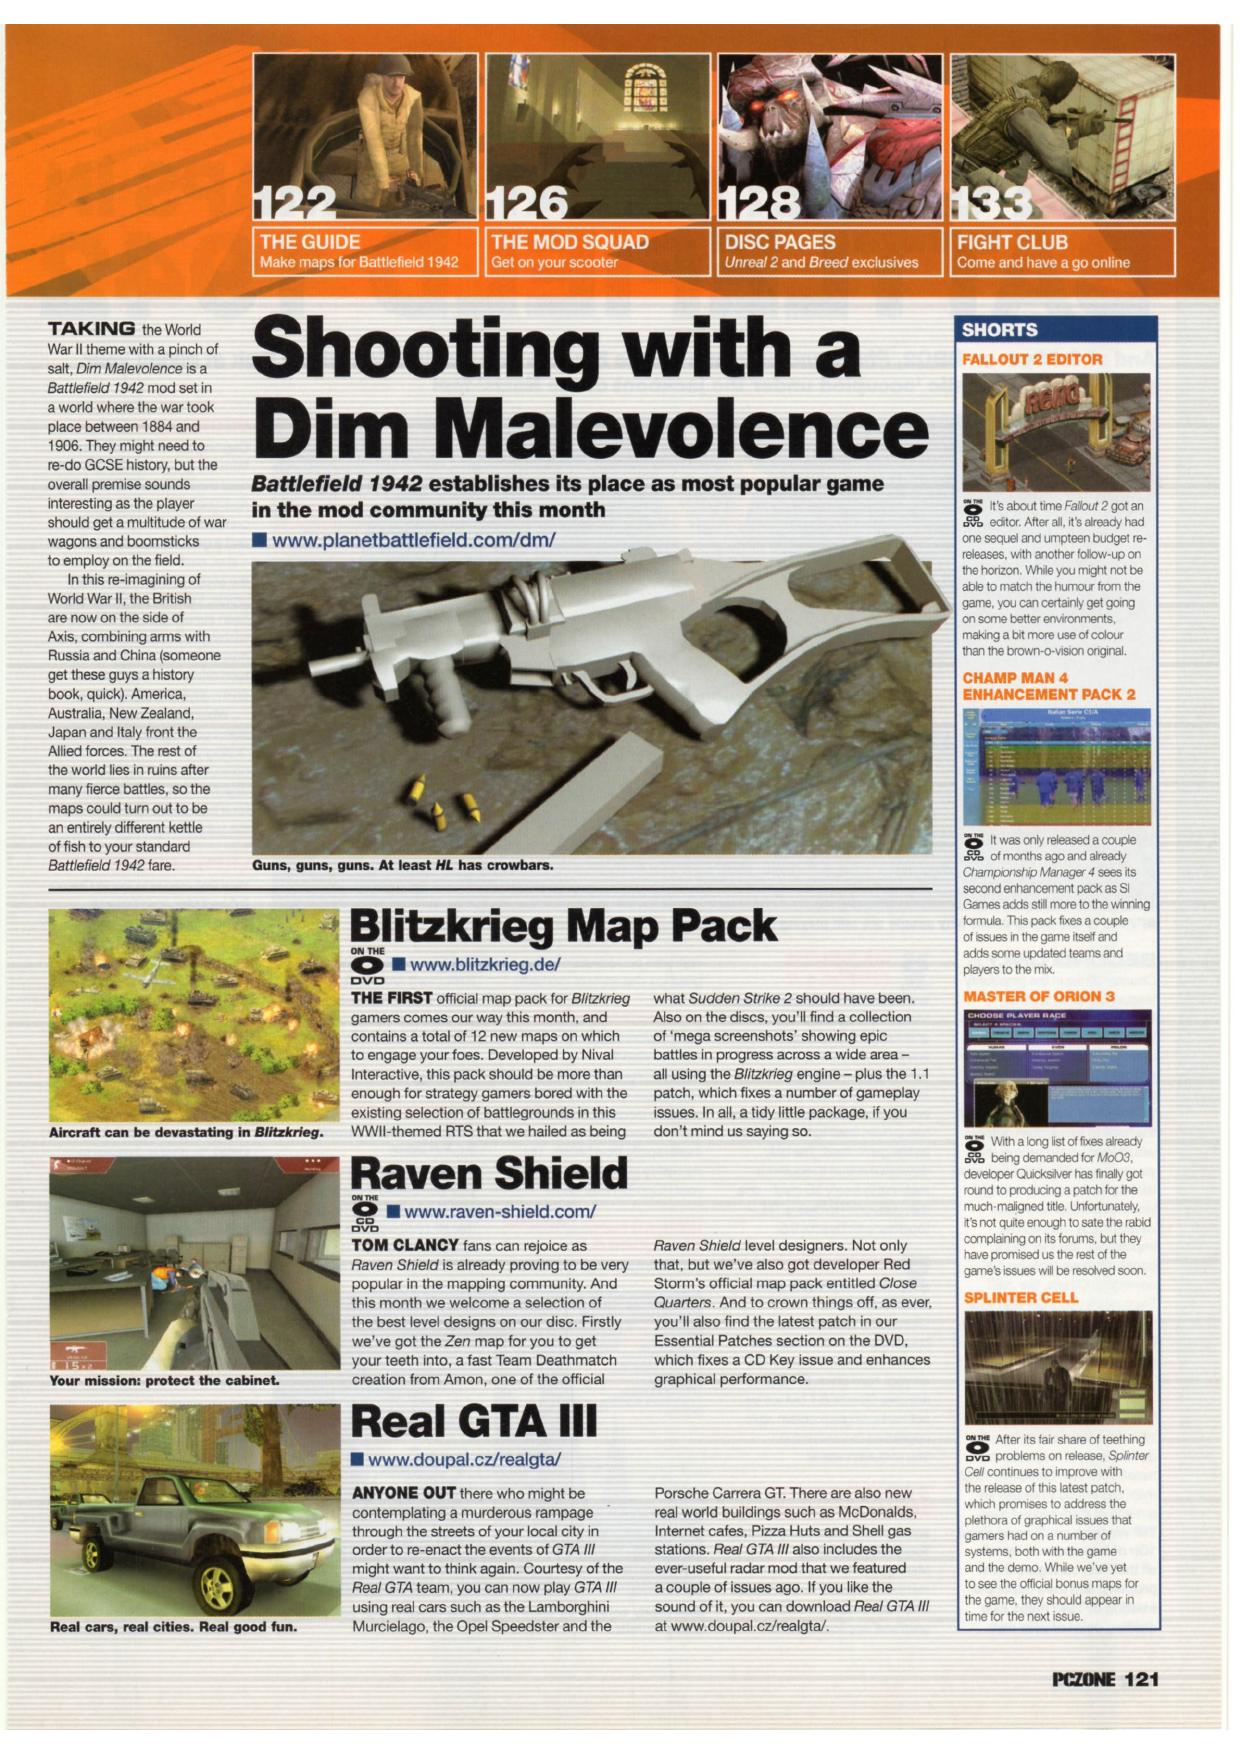 122
THE GUIDE
Make maps for Battlefield 1942
126
THE MOD SQUAD
Get on your scooter
128
DISC PAGES
Unreal 2 and Breed exclusives
133
FIGHT CLUB
Come and have a go online
TAKING the World
War II theme with a pinch of
salt, Dim Malevolence is a
Battlefield 1942 mod set in
a world where the war took
place between 1884 and
1906. They might need to
re-do GCSE history, but the
overall premise sounds
interesting as the player
should get a multitude of war
wagons and boomsticks
to employ on the field.
In this re-imagining of
World War II, the British
are now on the side of
Axis, combining arms with
Russia and China (someone
get these guys a history
book, quick). America,
Australia, New Zealand,
Japan and Italy front the
Allied forces. The rest of
the world lies in ruins after
many fierce battles, so the
maps could turn out to be
an entirely different kettle
of fish to your standard
Battlefield 1942 fare.
Shooting with a
Dim Malevolence
Battlefield 1942 establishes its place as most popular game
in the mod community this month
www.planetbattlefield.com/dm/
Guns, guns, guns. At least HL has crowbars.
Aircraft can be devastating in Blitzkrieg.
Blitzkrieg Map Pack
ON THE
DVD
www.blitzkrieg.de/
THE FIRST official map pack for Blitzkrieg
gamers comes our way this month, and
contains a total of 12 new maps on which
to engage your foes. Developed by Nival
Interactive, this pack should be more than
enough for strategy gamers bored with the
existing selection of battlegrounds in this
WWII-themed RTS that we hailed as being
what Sudden Strike 2 should have been.
Also on the discs, you'll find a collection
of 'mega screenshots' showing epic
battles in progress across a wide area –
all using the Blitzkrieg engine – plus the 1.1
patch, which fixes a number of gameplay
issues. In all, a tidy little package, if you
don't mind us saying so.
Your mission: protect the cabinet.
Raven Shield
ON THE
CD
DVD
www.raven-shield.com/
TOM CLANCY fans can rejoice as
Raven Shield is already proving to be very
popular in the mapping community. And
this month we welcome a selection of
the best level designs on our disc. Firstly
we've got the Zen map for you to get
your teeth into, a fast Team Deathmatch
creation from Amon, one of the official
Raven Shield level designers. Not only
that, but we've also got developer Red
Storm's official map pack entitled Close
Quarters. And to crown things off, as ever,
you'll also find the latest patch in our
Essential Patches section on the DVD,
which fixes a CD Key issue and enhances
graphical performance.
Real cars, real cities. Real good fun.
Real GTA III
www.doupal.cz/realgta/
ANYONE OUT there who might be
contemplating a murderous rampage
through the streets of your local city in
order to re-enact the events of GTA III
might want to think again. Courtesy of the
Real GTA team, you can now play GTA III
using real cars such as the Lamborghini
Murcielago, the Opel Speedster and the
Porsche Carrera GT. There are also new
real world buildings such as McDonalds,
Internet cafes, Pizza Huts and Shell gas
stations. Real GTA III also includes the
ever-useful radar mod that we featured
a couple of issues ago. If you like the
sound of it, you can download Real GTA III
at www.doupal.cz/realgta/.
SHORTS
FALLOUT 2 EDITOR
RENO
ON THE
CD
DVD
It's about time Fallout 2 got an
editor. After all, it's already had
one sequel and umpteen budget re-
releases, with another follow-up on
the horizon. While you might not be
able to match the humour from the
game, you can certainly get going
on some better environments,
making a bit more use of colour
than the brown-o-vision original.
CHAMP MAN 4
ENHANCEMENT PACK 2
Italian Serie C1/A
ON THE
CD
DVD
It was only released a couple
of months ago and already
Championship Manager 4 sees its
second enhancement pack as SI
Games adds still more to the winning
formula. This pack fixes a couple
of issues in the game itself and
adds some updated teams and
players to the mix.
MASTER OF ORION 3
CHOOSE PLAYER RACE
SELECT A SPECIES
ON THE
CD
DVD
With a long list of fixes already
being demanded for MoO3,
developer Quicksilver has finally got
round to producing a patch for the
much-maligned title. Unfortunately,
it's not quite enough to sate the rabid
complaining on its forums, but they
have promised us the rest of the
game's issues will be resolved soon.
SPLINTER CELL
ON THE
DVD
After its fair share of teething
problems on release, Splinter
Cell continues to improve with
the release of this latest patch,
which promises to address the
plethora of graphical issues that
gamers had on a number of
systems, both with the game
and the demo. While we've yet
to see the official bonus maps for
the game, they should appear in
time for the next issue.
PCZONE 121